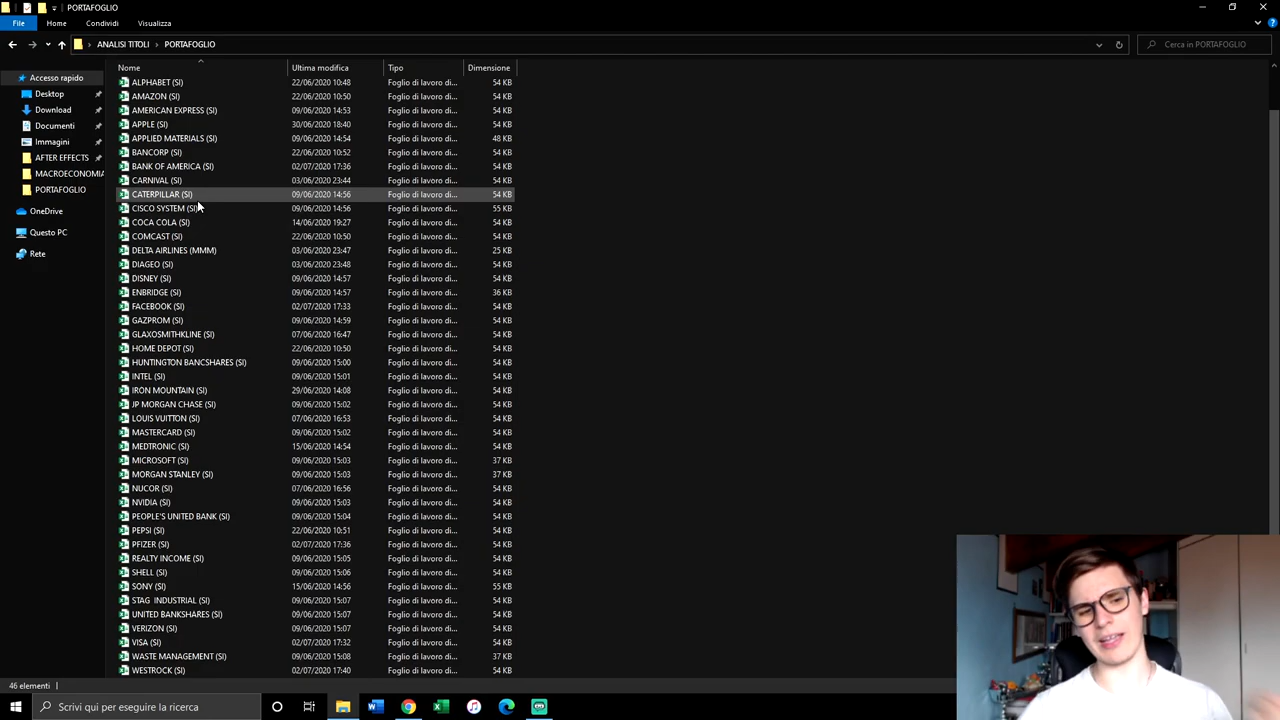 PORTAFOGLIO
File Home Condividi Visualizza
ANALISI TITOLI > PORTAFOGLIO Cerca in PORTAFOGLIO
Nome Ultima modifica Tipo Dimensione
Accesso rapido
Desktop
Download
Documenti
Immagini
AFTER EFFECTS
MACROECONOMIA
PORTAFOGLIO
OneDrive
Questo PC
Rete
ALPHABET (SI) 22/06/2020 10:48 Foglio di lavoro di... 54 KB
AMAZON (SI) 22/06/2020 10:50 Foglio di lavoro di... 54 KB
AMERICAN EXPRESS (SI) 09/06/2020 14:53 Foglio di lavoro di... 54 KB
APPLE (SI) 30/06/2020 18:40 Foglio di lavoro di... 54 KB
APPLIED MATERIALS (SI) 09/06/2020 14:54 Foglio di lavoro di... 48 KB
BANCORP (SI) 22/06/2020 10:52 Foglio di lavoro di... 54 KB
BANK OF AMERICA (SI) 02/07/2020 17:36 Foglio di lavoro di... 54 KB
CARNIVAL (SI) 03/06/2020 23:44 Foglio di lavoro di... 54 KB
CATERPILLAR (SI) 09/06/2020 14:56 Foglio di lavoro di... 54 KB
CISCO SYSTEM (SI) 09/06/2020 14:56 Foglio di lavoro di... 55 KB
COCA COLA (SI) 14/06/2020 19:27 Foglio di lavoro di... 54 KB
COMCAST (SI) 22/06/2020 10:50 Foglio di lavoro di... 54 KB
DELTA AIRLINES (MMM) 03/06/2020 23:47 Foglio di lavoro di... 25 KB
DIAGEO (SI) 03/06/2020 23:48 Foglio di lavoro di... 54 KB
DISNEY (SI) 09/06/2020 14:57 Foglio di lavoro di... 54 KB
ENBRIDGE (SI) 09/06/2020 14:57 Foglio di lavoro di... 36 KB
FACEBOOK (SI) 02/07/2020 17:33 Foglio di lavoro di... 54 KB
GAZPROM (SI) 09/06/2020 14:59 Foglio di lavoro di... 54 KB
GLAXOSMITHKLINE (SI) 07/06/2020 16:47 Foglio di lavoro di... 54 KB
HOME DEPOT (SI) 22/06/2020 10:50 Foglio di lavoro di... 54 KB
HUNTINGTON BANCSHARES (SI) 09/06/2020 15:00 Foglio di lavoro di... 54 KB
INTEL (SI) 09/06/2020 15:01 Foglio di lavoro di... 54 KB
IRON MOUNTAIN (SI) 29/06/2020 14:08 Foglio di lavoro di... 54 KB
JP MORGAN CHASE (SI) 09/06/2020 15:02 Foglio di lavoro di... 54 KB
LOUIS VUITTON (SI) 07/06/2020 16:53 Foglio di lavoro di... 54 KB
MASTERCARD (SI) 09/06/2020 15:02 Foglio di lavoro di... 54 KB
MEDTRONIC (SI) 15/06/2020 14:54 Foglio di lavoro di... 54 KB
MICROSOFT (SI) 09/06/2020 15:03 Foglio di lavoro di... 37 KB
MORGAN STANLEY (SI) 09/06/2020 15:03 Foglio di lavoro di... 37 KB
NUCOR (SI) 07/06/2020 16:56 Foglio di lavoro di... 54 KB
NVIDIA (SI) 09/06/2020 15:03 Foglio di lavoro di... 54 KB
PEOPLE'S UNITED BANK (SI) 09/06/2020 15:04 Foglio di lavoro di... 54 KB
PEPSI (SI) 22/06/2020 10:51 Foglio di lavoro di... 54 KB
PFIZER (SI) 02/07/2020 17:36 Foglio di lavoro di... 54 KB
REALTY INCOME (SI) 09/06/2020 15:05 Foglio di lavoro di... 54 KB
SHELL (SI) 09/06/2020 15:06 Foglio di lavoro di... 54 KB
SONY (SI) 15/06/2020 14:56 Foglio di lavoro di... 55 KB
STAG INDUSTRIAL (SI) 09/06/2020 15:07 Foglio di lavoro di... 54 KB
UNITED BANKSHARES (SI) 09/06/2020 15:07 Foglio di lavoro di... 54 KB
VERIZON (SI) 09/06/2020 15:07 Foglio di lavoro di... 54 KB
VISA (SI) 02/07/2020 17:32 Foglio di lavoro di... 54 KB
WASTE MANAGEMENT (SI) 09/06/2020 15:08 Foglio di lavoro di... 37 KB
WESTROCK (SI) 02/07/2020 17:40 Foglio di lavoro di... 54 KB
46 elementi
Scrivi qui per eseguire la ricerca